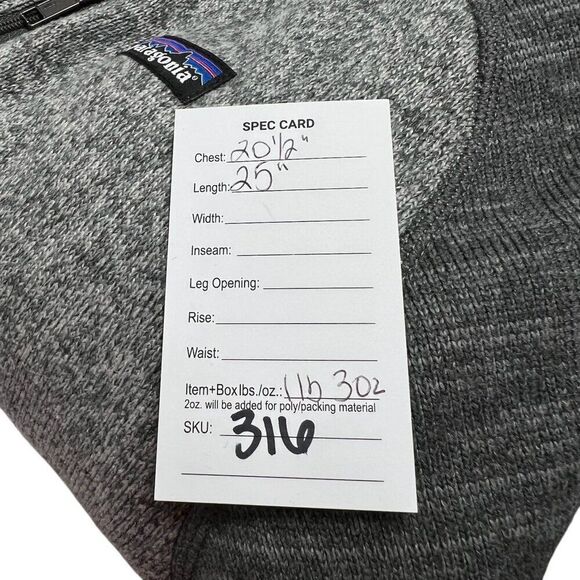 patagonia®
SPEC CARD
Chest: 20 1/2"
Length: 25"
Width:
Inseam:
Leg Opening:
Rise:
Waist:
Item+Box lbs./oz.: 1lb 3oz
2oz. will be added for poly/packing material
SKU: 316